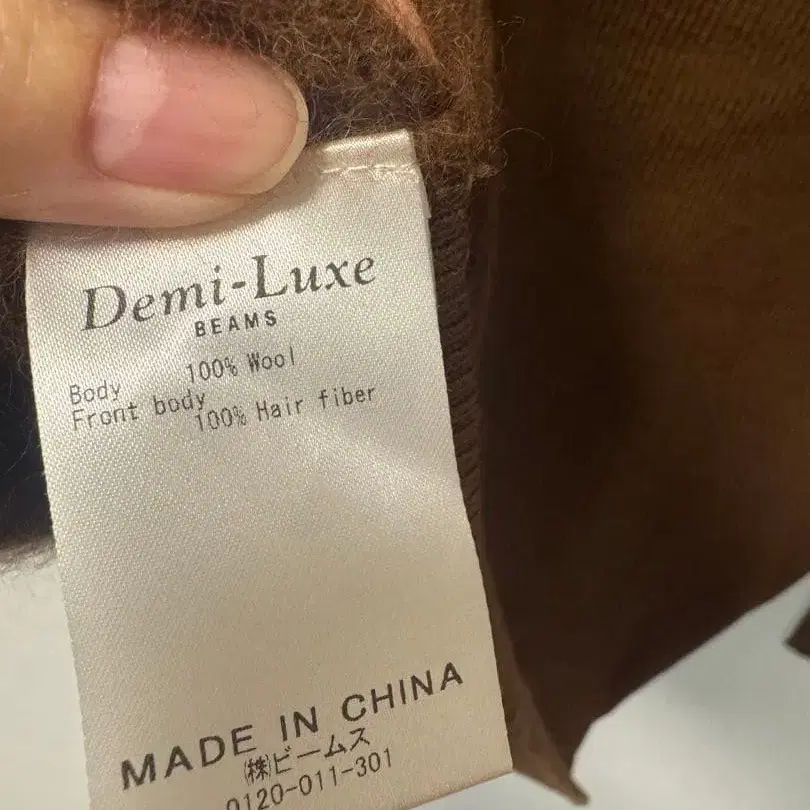 Demi-Luxe
BEAMS
Body 100% Wool
Front body 100% Hair fiber
MADE IN CHINA
㈱ビームス
0120-011-301